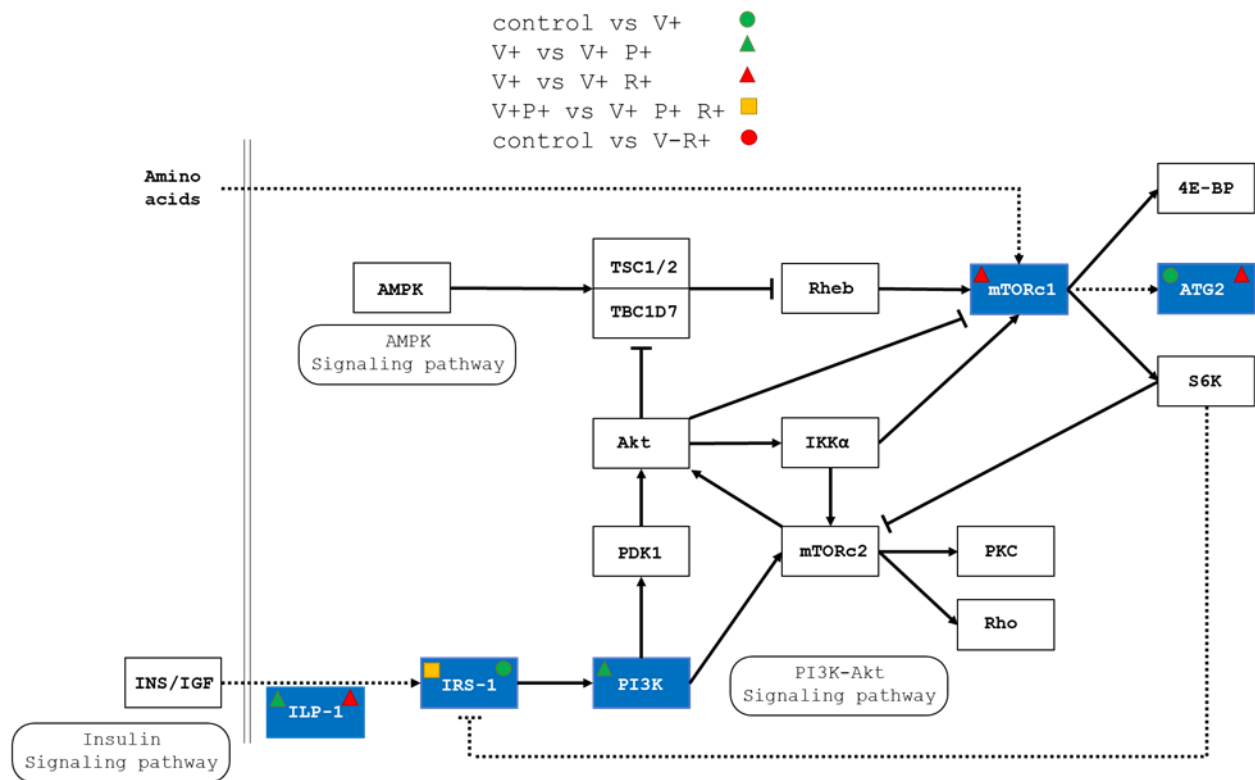 control vs V+
V+ vs V+ P+
V+ vs V+ R+
V+P+ vs V+ P+ R+
control vs V-R+
Amino
acids
4E-BP
TSC1/2
AMPK
TBC1D7
Rheb
mTORc1
ATG2
AMPK
Signaling pathway
S6K
Akt
IKKα
PDK1
mTORc2
PKC
Rho
INS/IGF
IRS-1
PI3K
PI3K-Akt
Signaling pathway
ILP-1
Insulin
Signaling pathway